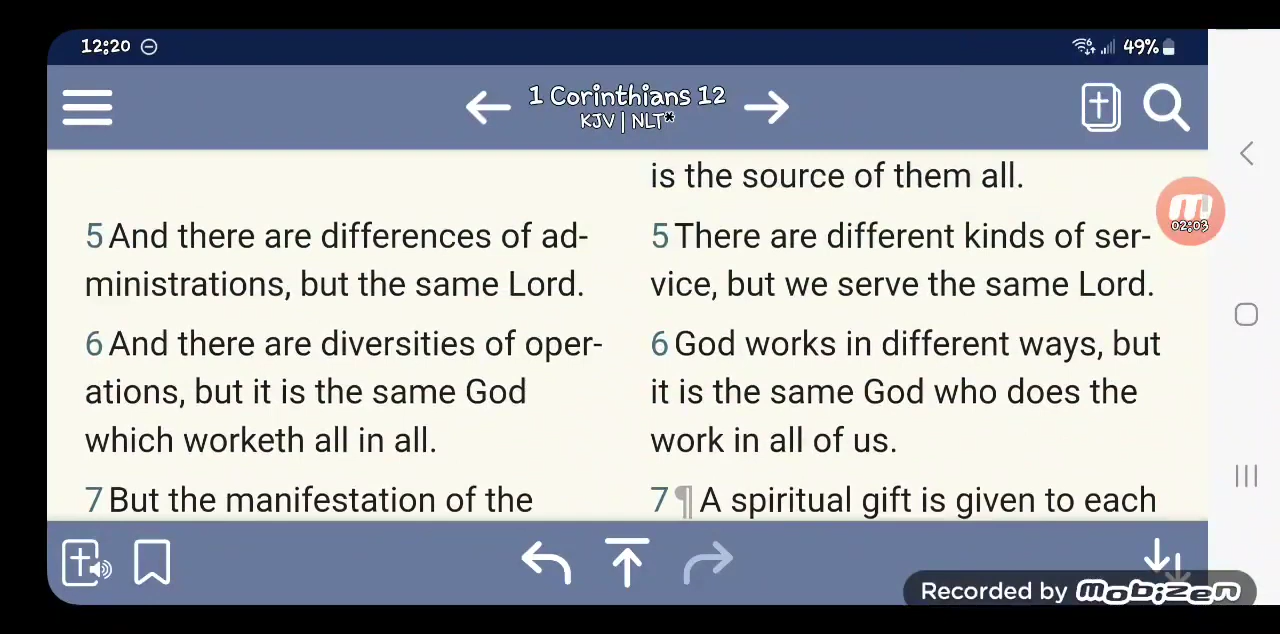 12:20
49%
1 Corinthians 12
KJV | NLT*
is the source of them all.
02:03
5 And there are differences of ad-
ministrations, but the same Lord.
6 And there are diversities of oper-
ations, but it is the same God
which worketh all in all.
7 But the manifestation of the
5 There are different kinds of ser-
vice, but we serve the same Lord.
6 God works in different ways, but
it is the same God who does the
work in all of us.
7 ¶ A spiritual gift is given to each
Recorded by Mobizen